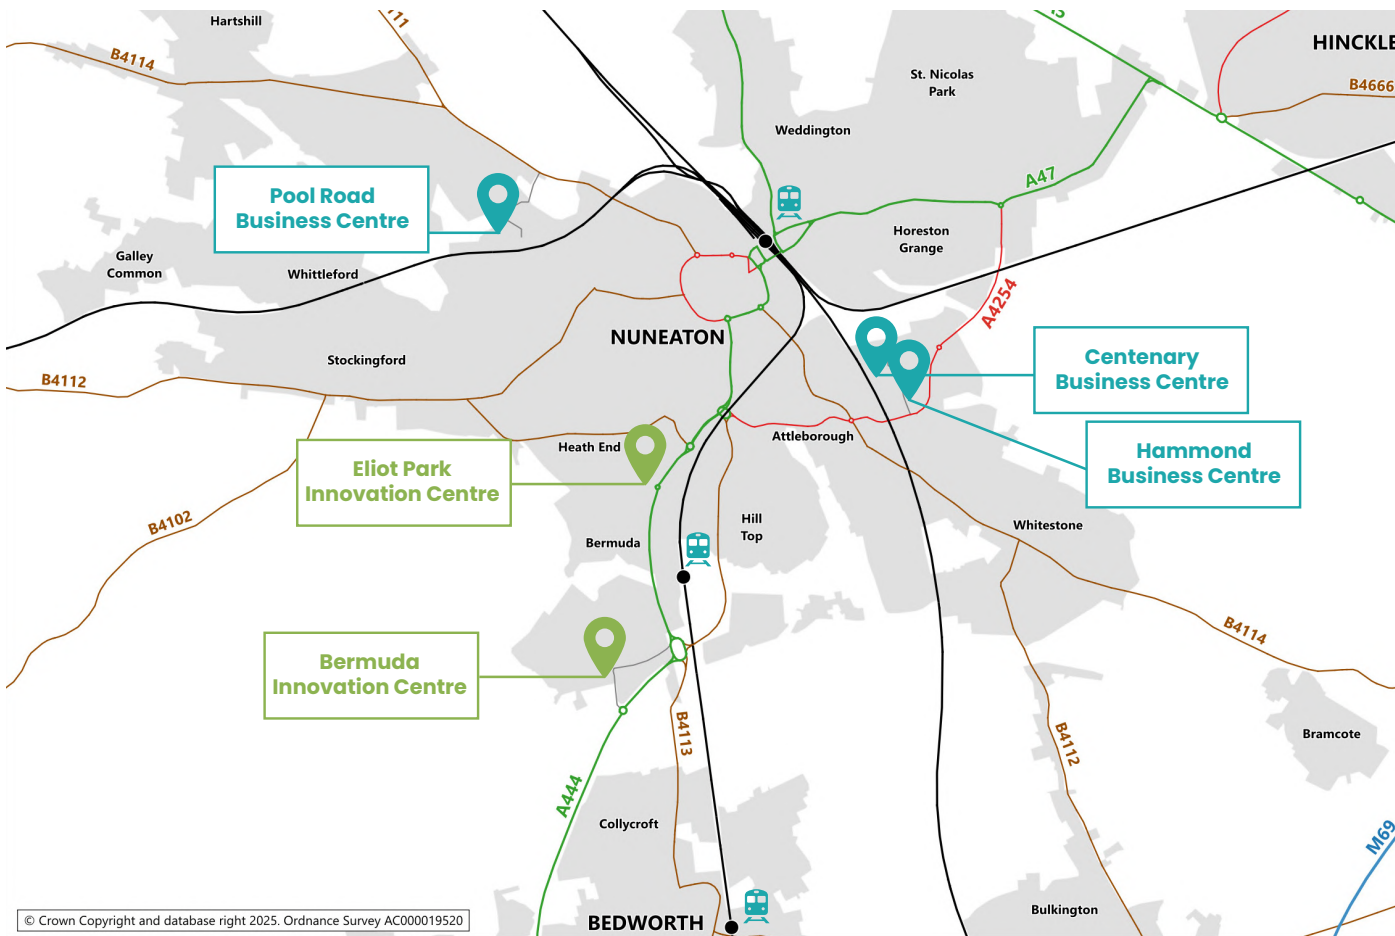 Hartshill
111
B4114
St. Nicolas
Park
Weddington
HINCKLE
B4666
A47
Pool Road
Business Centre
Galley
Common
Whittleford
Horeston
Grange
A4254
NUNEATON
Stockingford
B4112
Centenary
Business Centre
Attleborough
Heath End
Hammond
Business Centre
Eliot Park
Innovation Centre
B4102
Hill
Top
Whitestone
Bermuda
B4114
Bermuda
Innovation Centre
B4113
B4112
Bramcote
A444
Collycroft
M69
Bulkington
BEDWORTH
© Crown Copyright and database right 2025. Ordnance Survey AC000019520